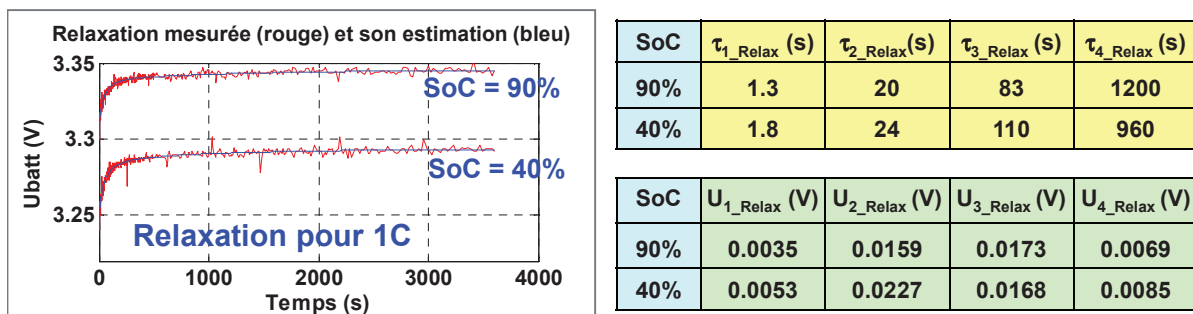 Relaxation mesurée (rouge) et son estimation (bleu)
3.35
3.3
3.25
Ubatt (V)
SoC = 90%
SoC = 40%
Relaxation pour 1C
0 1000 2000 3000 4000
Temps (s)
SoC τ1_Relax (s) τ2_Relax(s) τ3_Relax (s) τ4_Relax (s)
90% 1.3 20 83 1200
40% 1.8 24 110 960
SoC U1_Relax (V) U2_Relax (V) U3_Relax (V) U4_Relax (V)
90% 0.0035 0.0159 0.0173 0.0069
40% 0.0053 0.0227 0.0168 0.0085